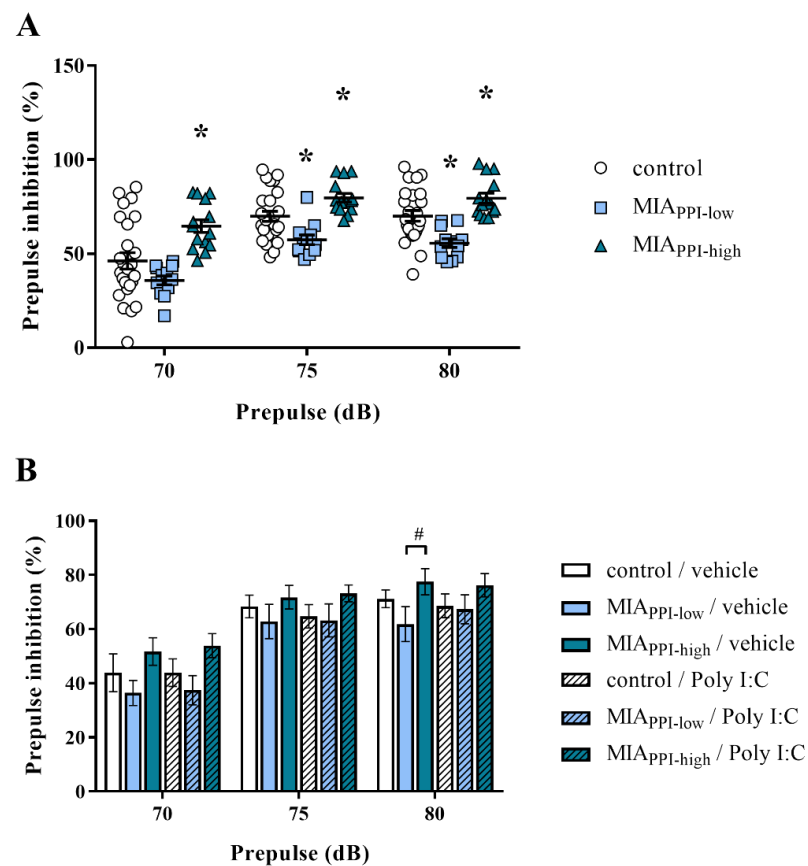 A
Prepulse inhibition (%)
150
100
50
0
*
*
*
*
*
70
75
80
Prepulse (dB)
control
MIAPPI-low
MIAPPI-high
B
Prepulse inhibition (%)
100
80
60
40
20
0
#
70
75
80
Prepulse (dB)
control / vehicle
MIAPPI-low / vehicle
MIAPPI-high / vehicle
control / Poly I:C
MIAPPI-low / Poly I:C
MIAPPI-high / Poly I:C